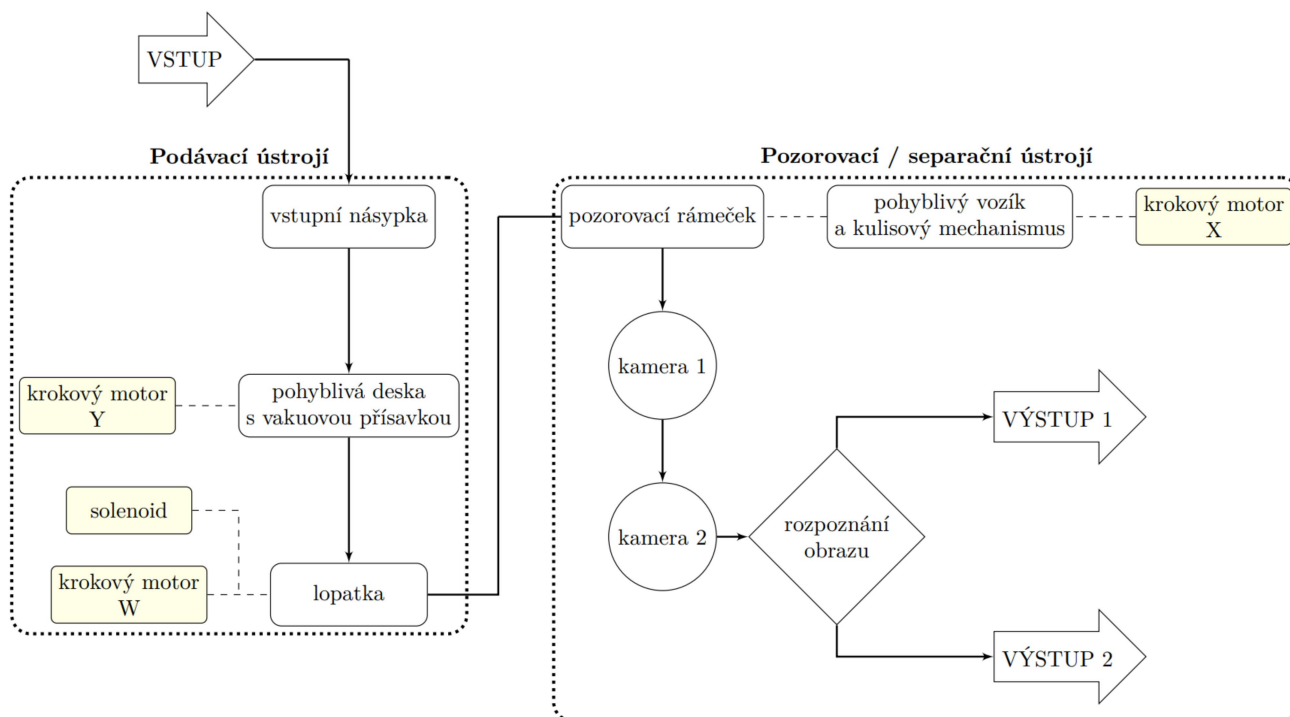 VSTUP
Podávací ústrojí
vstupní násypka
krokový motor
Y
pohyblivá deska
s vakuovou přísavkou
solenoid
krokový motor
W
lopatka
Pozorovací / separační ústrojí
pozorovací rámeček
pohyblivý vozík
a kulisový mechanismus
krokový motor
X
kamera 1
kamera 2
rozpoznání
obrazu
VÝSTUP 1
VÝSTUP 2